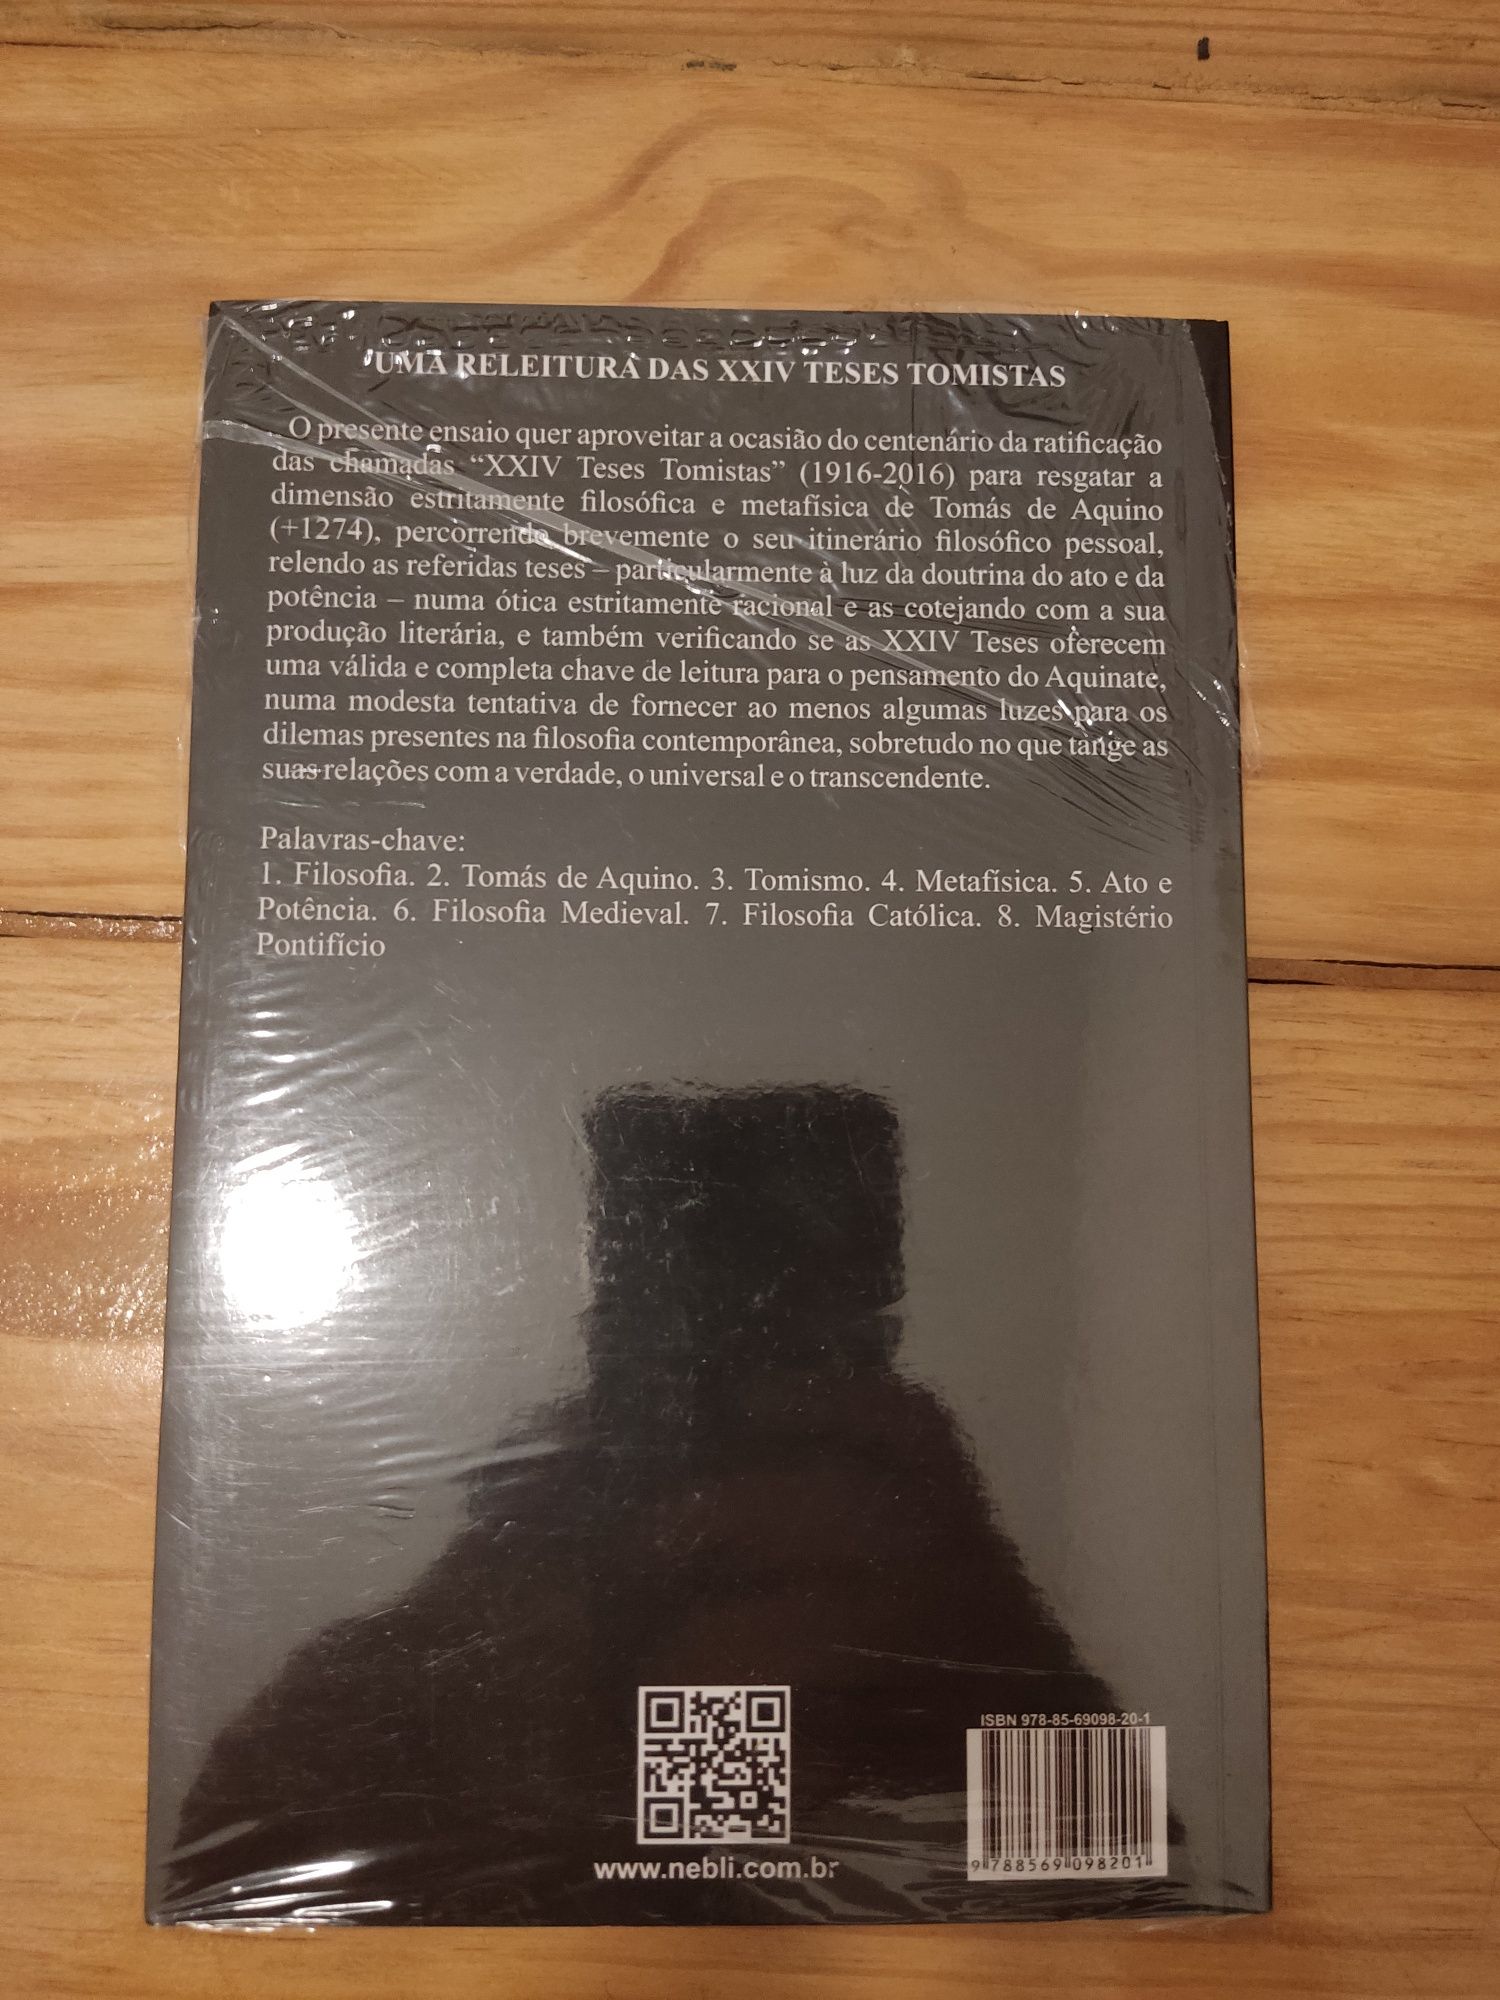 UMA RELEITURA DAS XXIV TESES TOMISTAS
O presente ensaio quer aproveitar a ocasião do centenário da ratificação
das chamadas “XXIV Teses Tomistas” (1916-2016) para resgatar a
dimensão estritamente filosófica e metafísica de Tomás de Aquino
(+1274), percorrendo brevemente o seu itinerário filosófico pessoal,
relendo as referidas teses – particularmente à luz da doutrina do ato e da
potência – numa ótica estritamente racional e as cotejando com a sua
produção literária, e também verificando se as XXIV Teses oferecem
uma válida e completa chave de leitura para o pensamento do Aquinate,
numa modesta tentativa de fornecer ao menos algumas luzes para os
dilemas presentes na filosofia contemporânea, sobretudo no que tange as
suas relações com a verdade, o universal e o transcendente.
Palavras-chave:
1. Filosofia. 2. Tomás de Aquino. 3. Tomismo. 4. Metafísica. 5. Ato e
Potência. 6. Filosofia Medieval. 7. Filosofia Católica. 8. Magistério
Pontifício
ISBN 978-85-69098-20-1
9 788569 098201
www.nebli.com.br